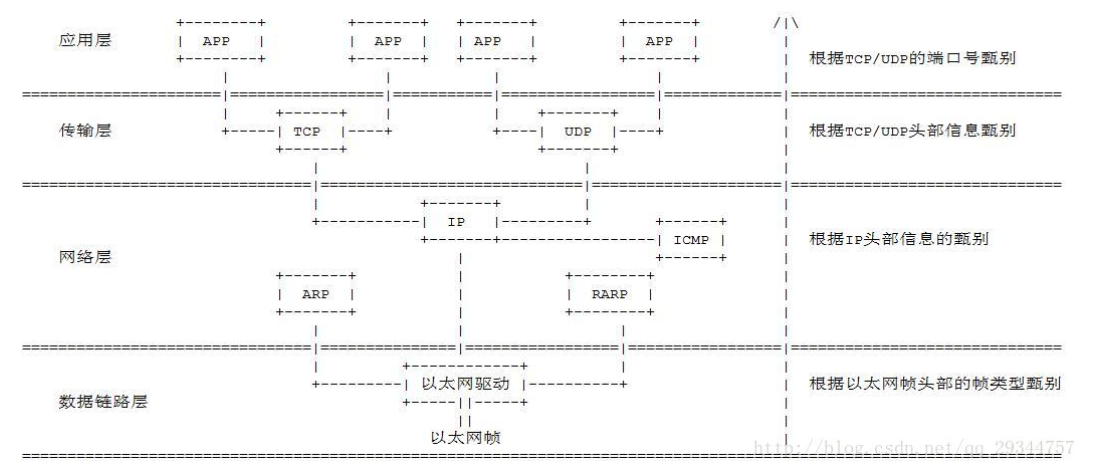 应用层 APP APP APP APP 根据TCP/UDP的端口号甄别
传输层 TCP UDP 根据TCP/UDP头部信息甄别
IP
网络层 ICMP 根据IP头部信息的甄别
ARP RARP
数据链路层 以太网驱动 根据以太网帧头部的帧类型甄别
以太网帧
http://blog.csdn.net/qq_29344757